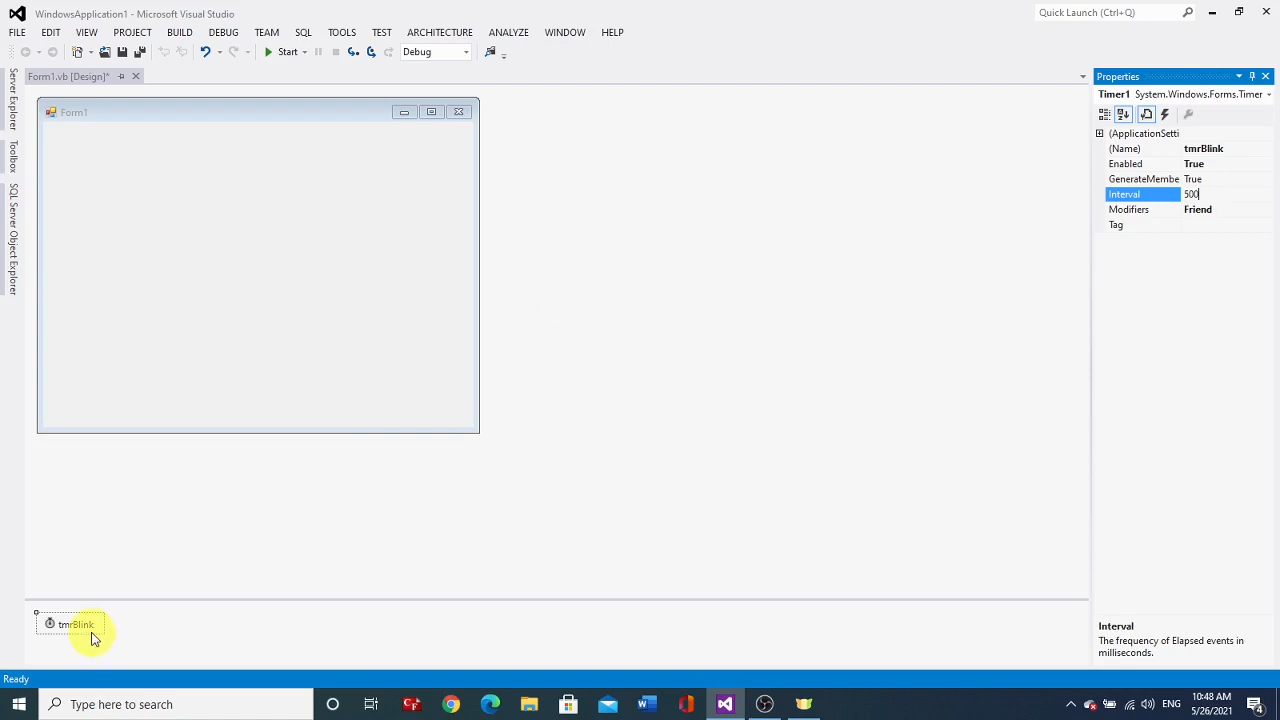 WindowsApplication1 - Microsoft Visual Studio
Quick Launch (Ctrl+Q)
FILE EDIT VIEW PROJECT BUILD DEBUG TEAM SQL TOOLS TEST ARCHITECTURE ANALYZE WINDOW HELP
Start Debug
Server Explorer
Toolbox
SQL Server Object Explorer
Form1.vb [Design]*
Form1
tmrBlink
Properties
Timer1 System.Windows.Forms.Timer
(ApplicationSetti
(Name) tmrBlink
Enabled True
GenerateMembe True
Interval 500
Modifiers Friend
Tag
Interval
The frequency of Elapsed events in
milliseconds.
Ready
Type here to search
ENG
10:48 AM
5/26/2021
4